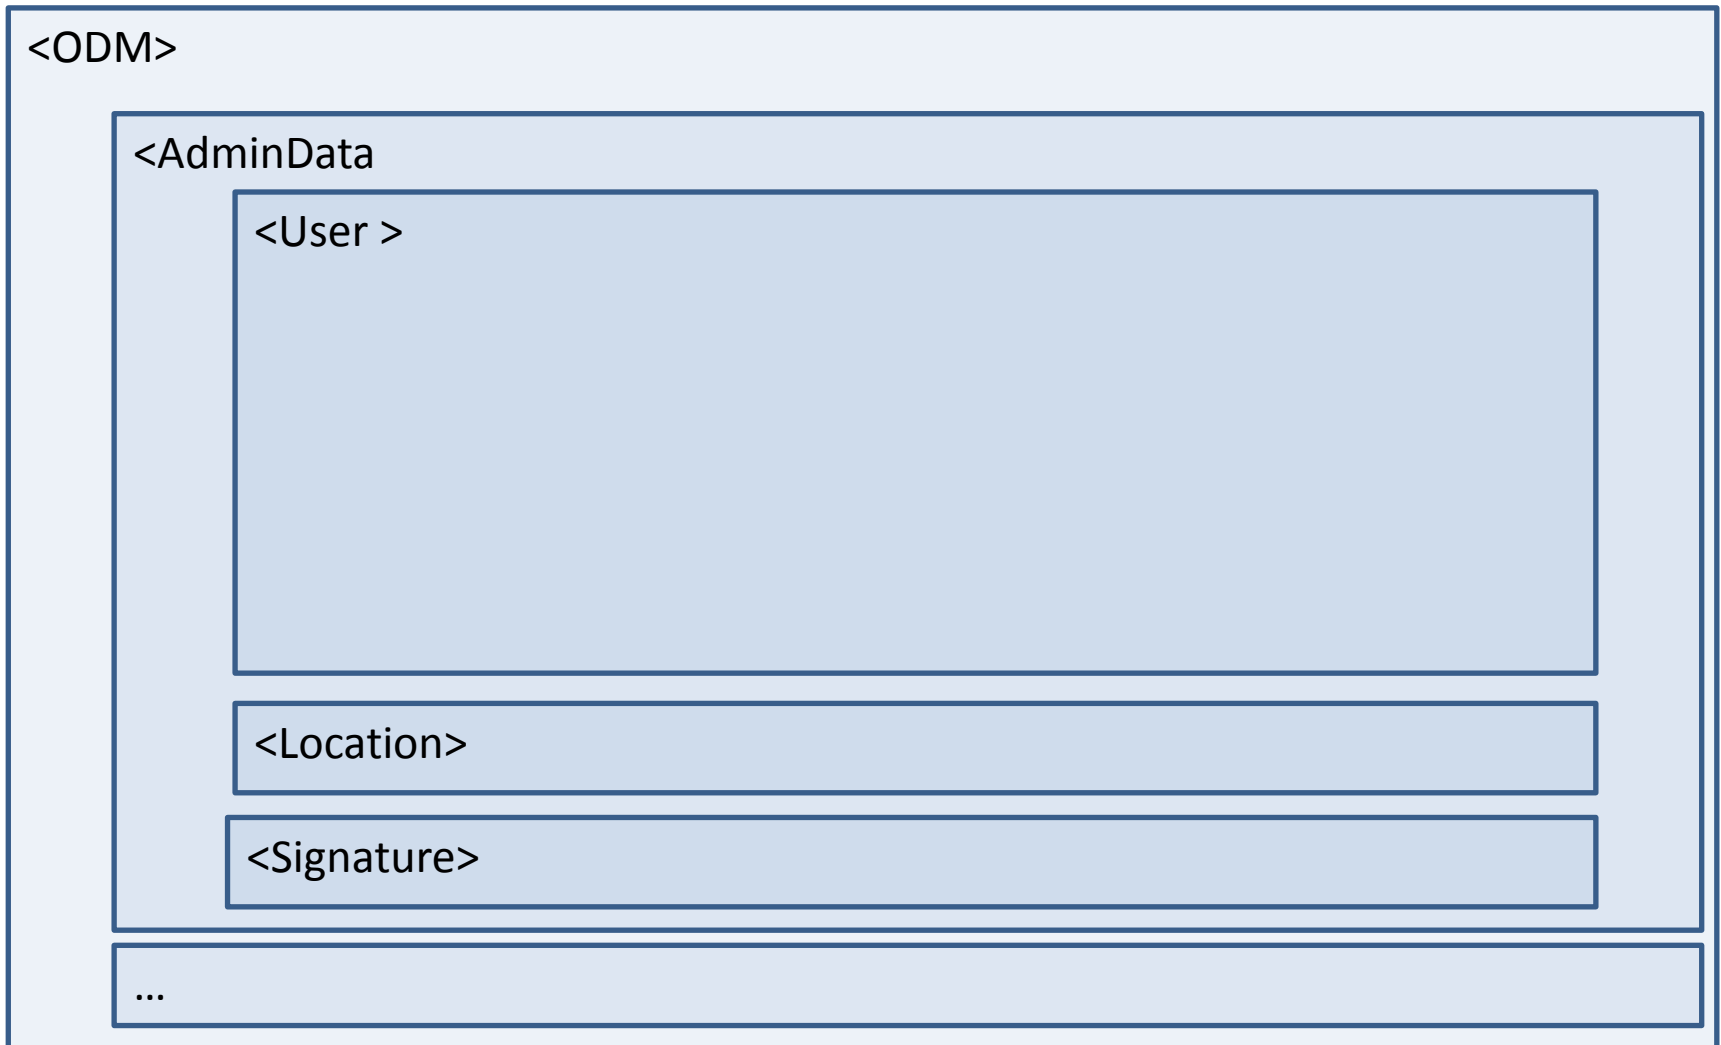 <ODM>
<AdminData
<User >
<Location>
<Signature>
...